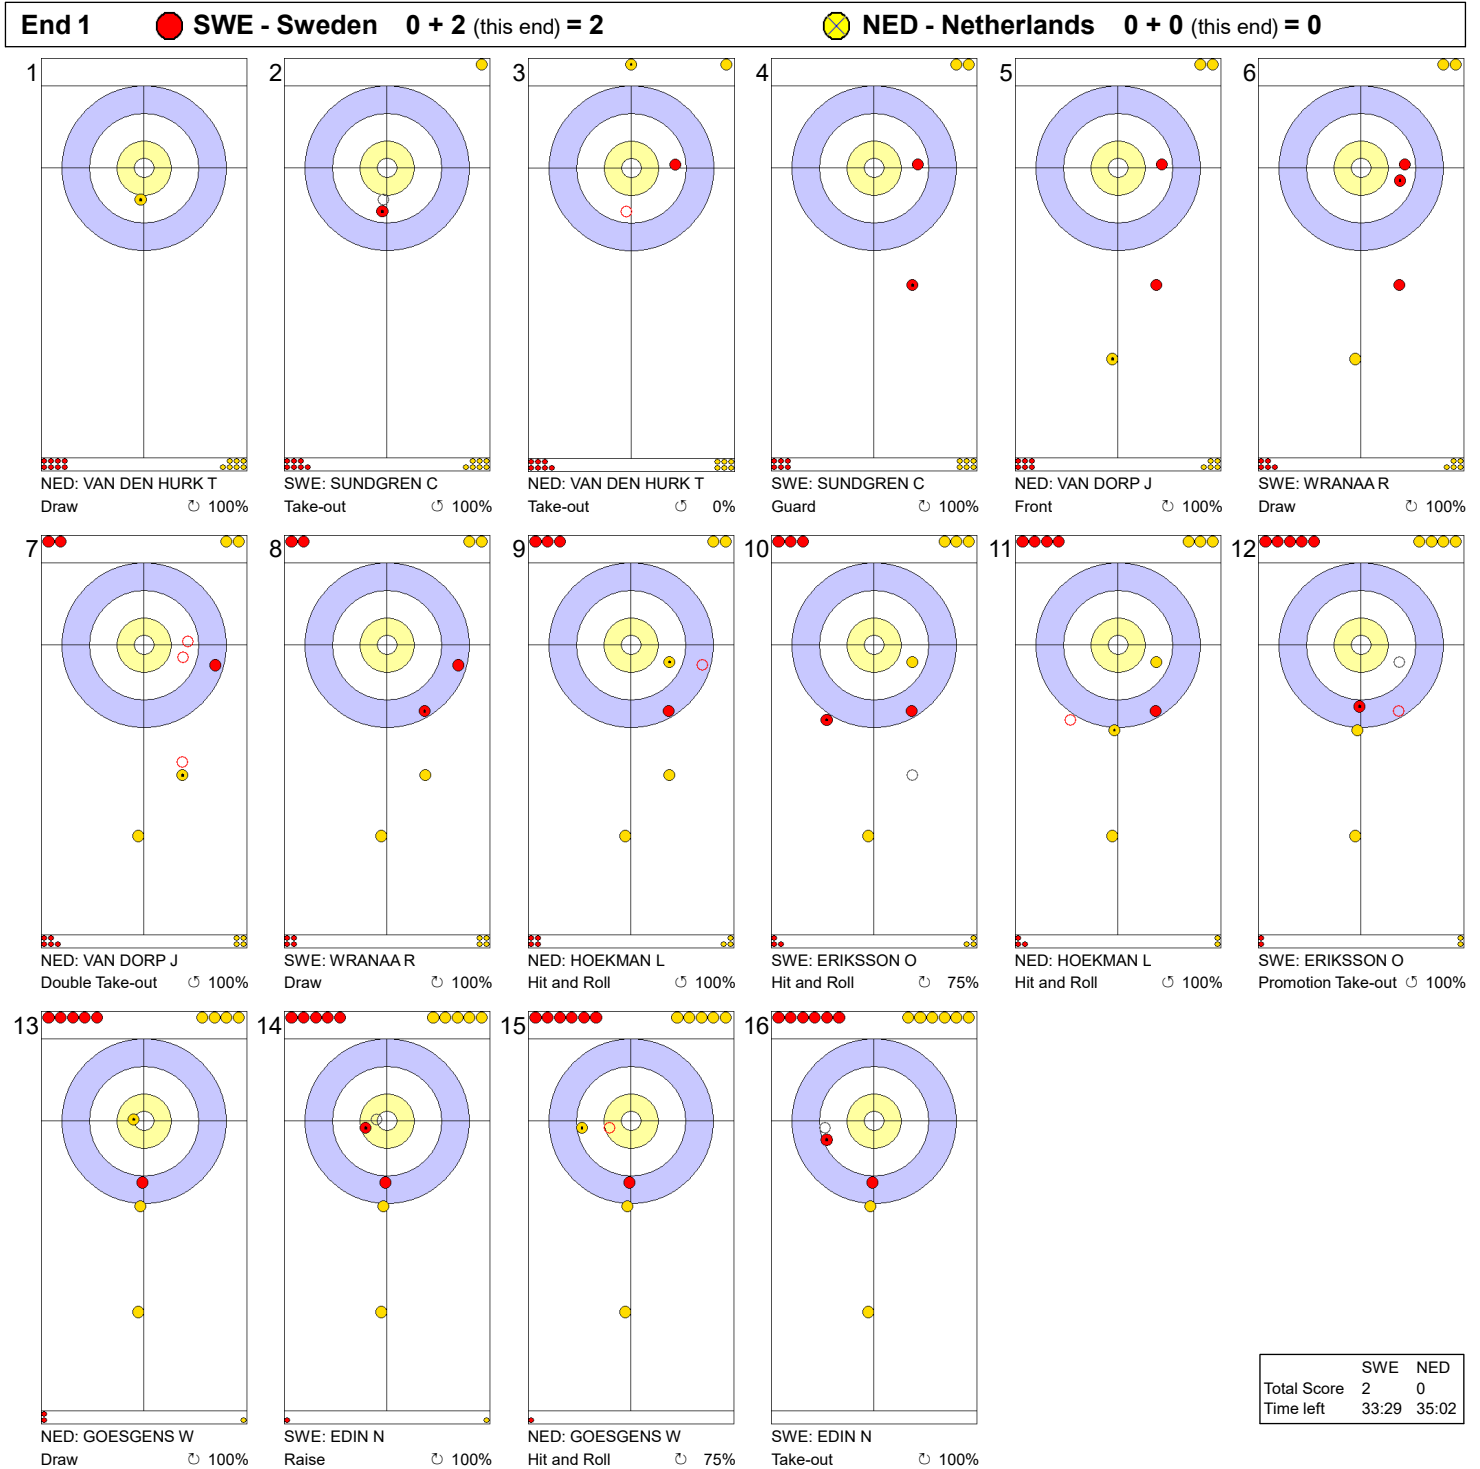 End 1 SWE - Sweden 0 + 2 (this end) = 2 NED - Netherlands 0 + 0 (this end) = 0
1 2 3 4 5 6
NED: VAN DEN HURK T SWE: SUNDGREN C NED: VAN DEN HURK T SWE: SUNDGREN C NED: VAN DORP J SWE: WRANAA R
Draw ↻ 100% Take-out ↺ 100% Take-out ↺ 0% Guard ↻ 100% Front ↻ 100% Draw ↻ 100%
7 8 9 10 11 12
NED: VAN DORP J SWE: WRANAA R NED: HOEKMAN L SWE: ERIKSSON O NED: HOEKMAN L SWE: ERIKSSON O
Double Take-out ↺ 100% Draw ↺ 100% Hit and Roll ↺ 100% Hit and Roll ↻ 75% Hit and Roll ↺ 100% Promotion Take-out ↺ 100%
13 14 15 16
NED: GOESGENS W SWE: EDIN N NED: GOESGENS W SWE: EDIN N
Draw ↻ 100% Raise ↻ 100% Hit and Roll ↻ 75% Take-out ↻ 100%
SWE NED
Total Score 2 0
Time left 33:29 35:02